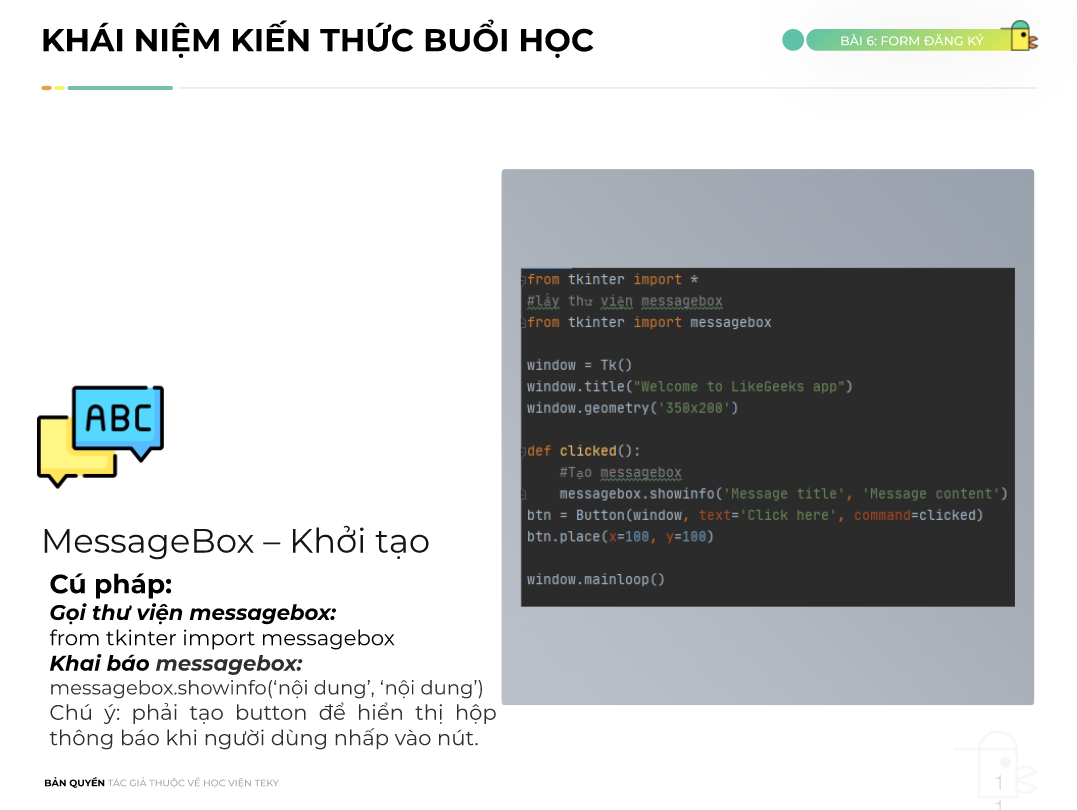 KHÁI NIỆM KIẾN THỨC BUỔI HỌC
BÀI 6: FORM ĐĂNG KÝ
from tkinter import *
#lấy thư viện messagebox
from tkinter import messagebox
window = Tk()
window.title("Welcome to LikeGeeks app")
window.geometry('350x200')
def clicked():
    #Tạo messagebox
    messagebox.showinfo('Message title', 'Message content')
btn = Button(window, text='Click here', command=clicked)
btn.place(x=100, y=100)
window.mainloop()
ABC
MessageBox – Khởi tạo
Cú pháp:
Gọi thư viện messagebox:
from tkinter import messagebox
Khai báo messagebox:
messagebox.showinfo(‘nội dung’, ‘nội dung’)
Chú ý: phải tạo button để hiển thị hộp
thông báo khi người dùng nhấp vào nút.
BẢN QUYỀN TÁC GIẢ THUỘC VỀ HỌC VIỆN TEKY
1
1